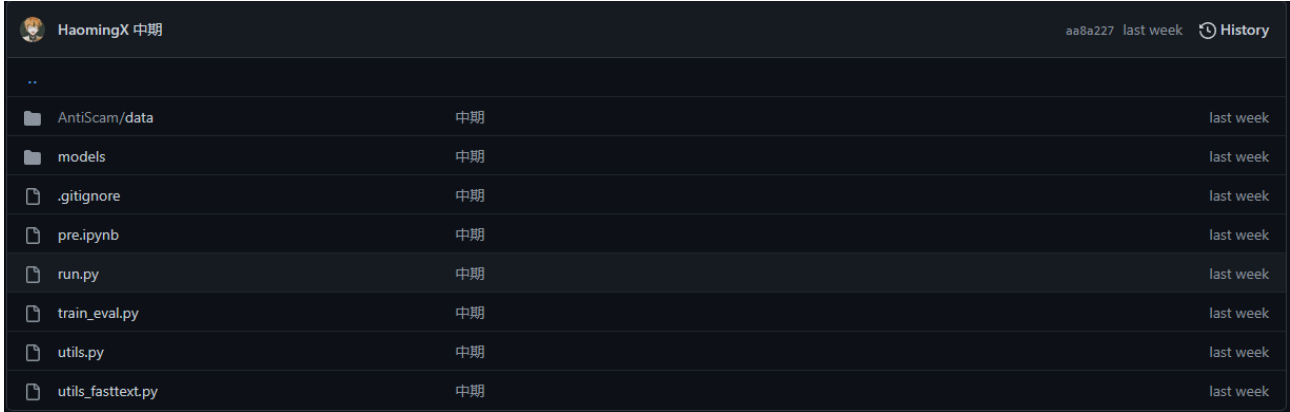 HaomingX 中期 aa8a227 last week History
..
AntiScam/data 中期 last week
models 中期 last week
.gitignore 中期 last week
pre.ipynb 中期 last week
run.py 中期 last week
train_eval.py 中期 last week
utils.py 中期 last week
utils_fasttext.py 中期 last week